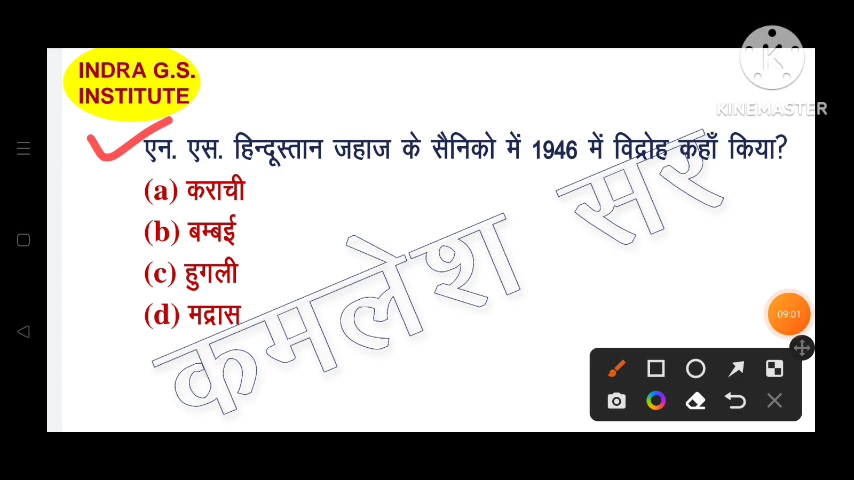 INDRA G.S.
INSTITUTE
KINEMASTER
एन. एस. हिन्दूस्तान जहाज के सैनिको में 1946 में विद्रोह कहाँ किया?
(a) कराची
(b) बम्बई
(c) हुगली
(d) मद्रास
कमलेश सर
09:01